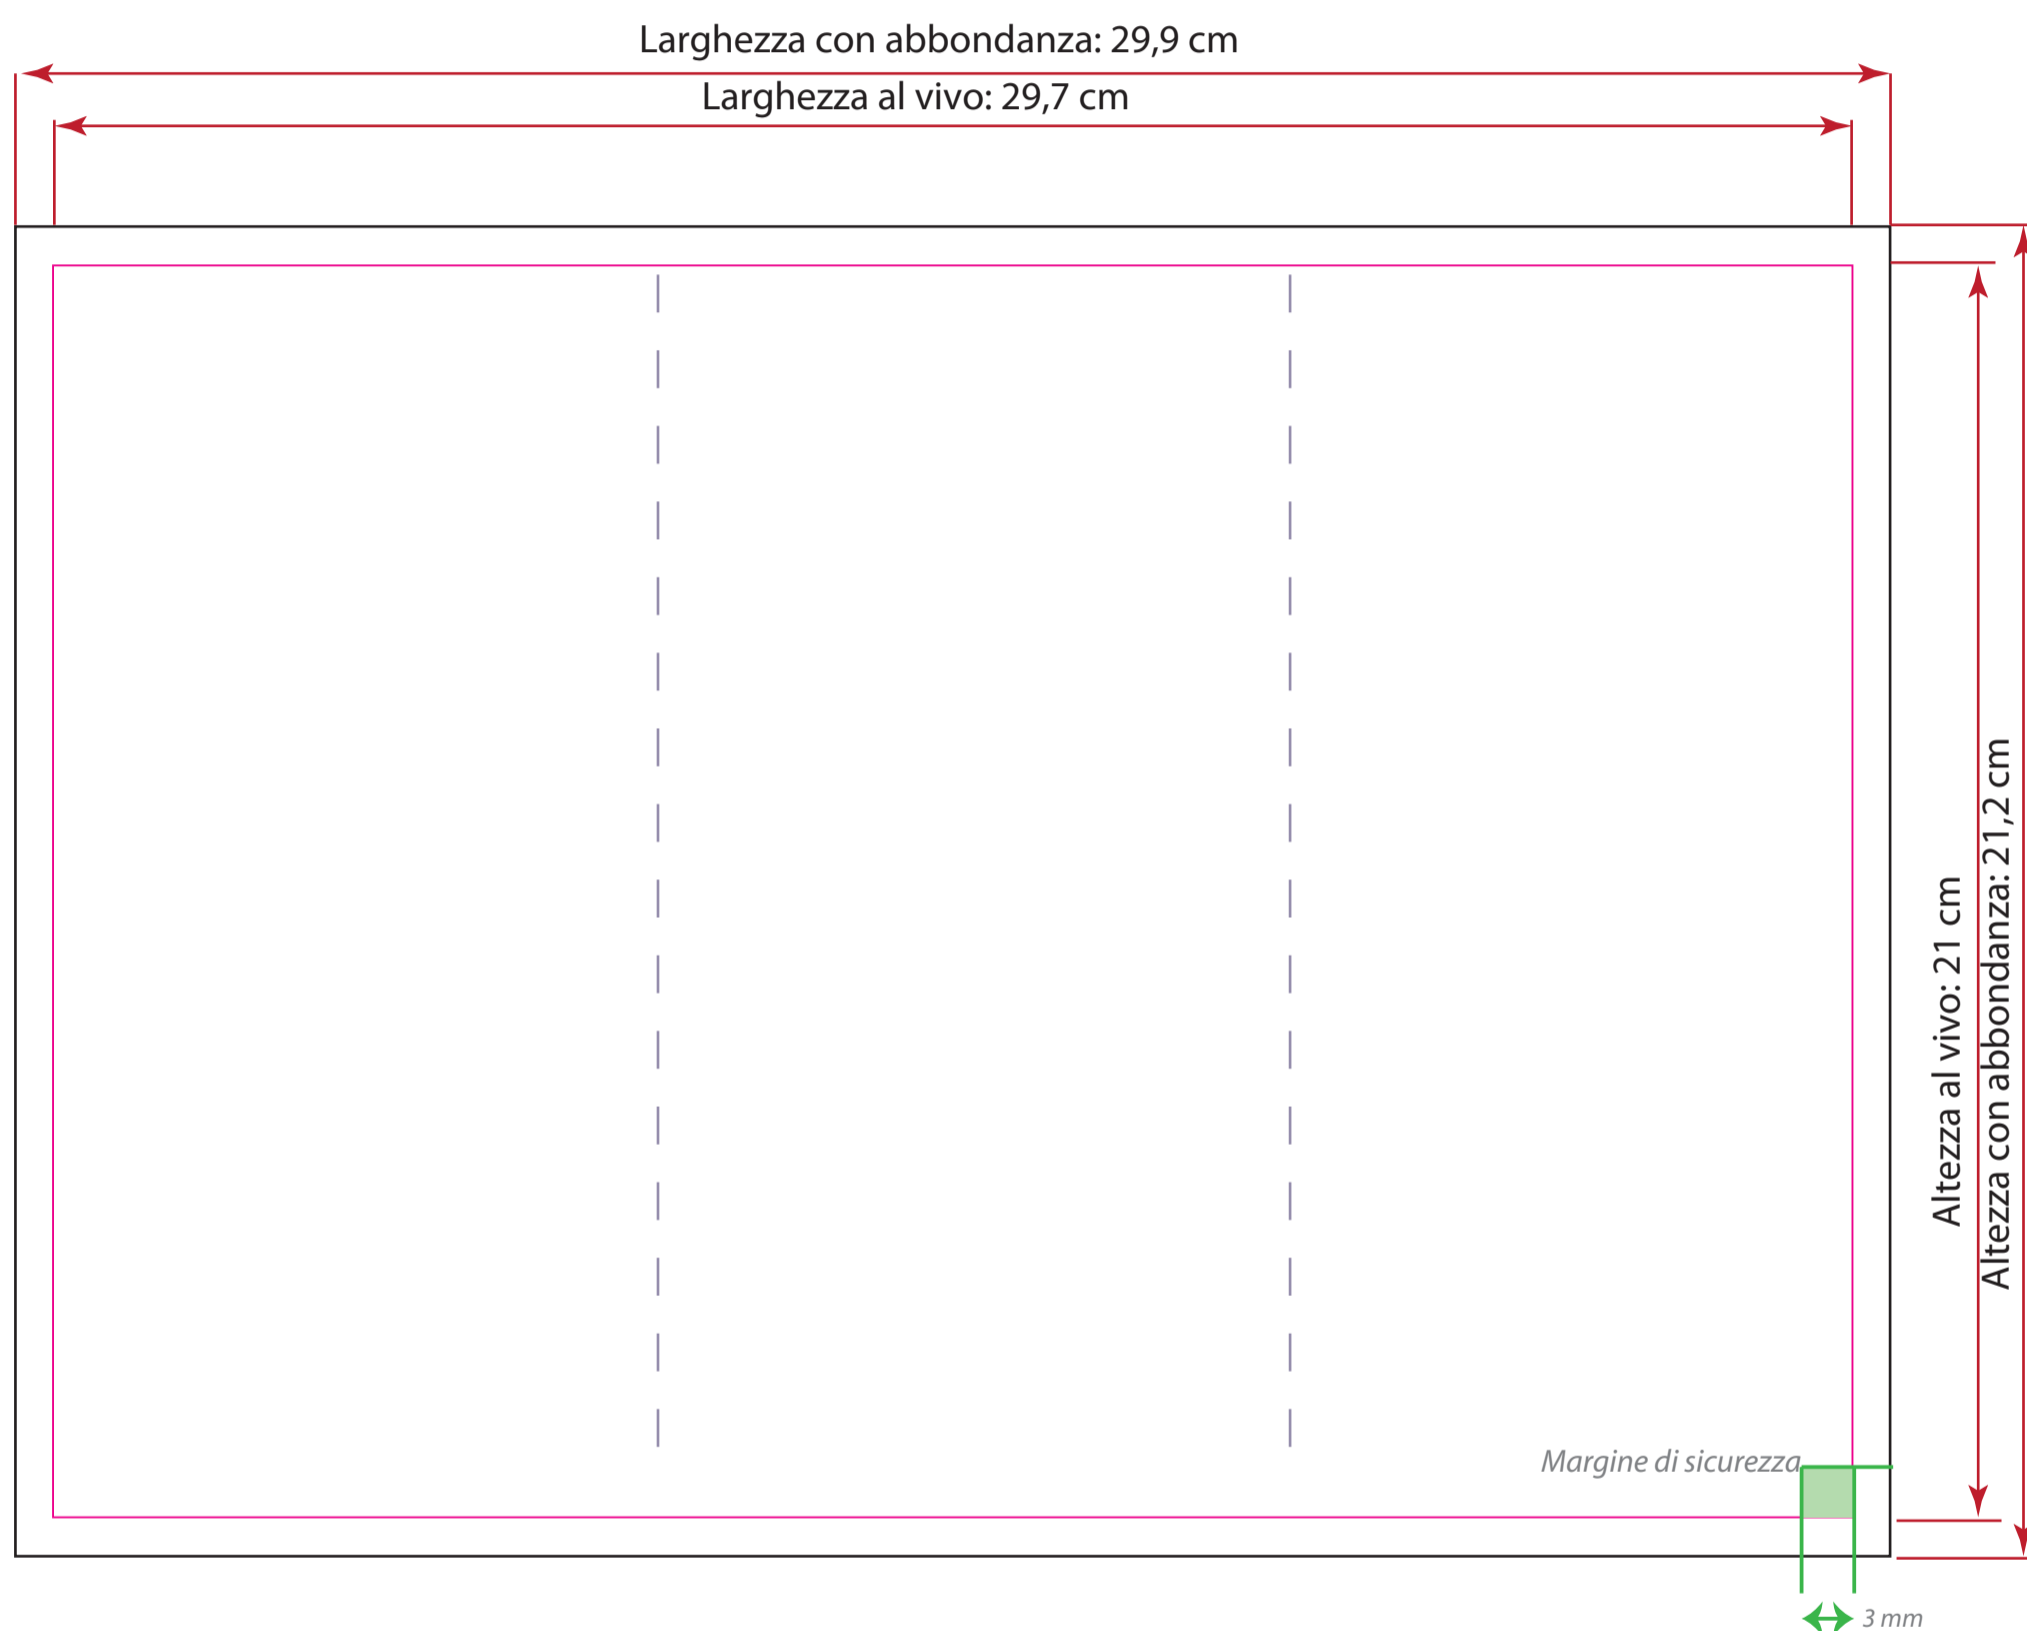 Larghezza con abbondanza: 29,9 cm
Larghezza al vivo: 29,7 cm
Altezza al vivo: 21 cm
Altezza con abbondanza: 21,2 cm
Margine di sicurezza
3 mm